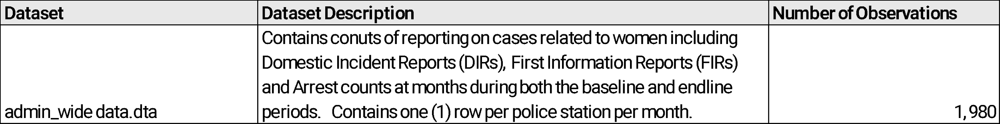 Dataset Dataset Description Number of Observations
Contains conuts of reporting on cases related to women including
Domestic Incident Reports (DIRs), First Information Reports (FIRs)
and Arrest counts at months during both the baseline and endline
admin_wide data.dta periods. Contains one (1) row per police station per month. 1,980